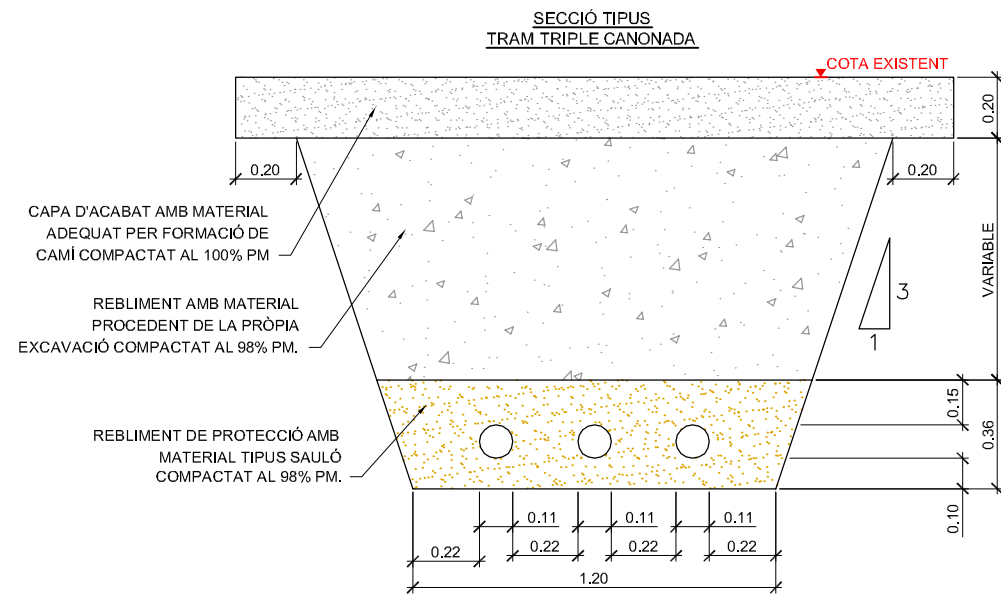 SECCIÓ TIPUS
TRAM TRIPLE CANONADA
COTA EXISTENT
0.20
0.20
0.20
CAPA D'ACABAT AMB MATERIAL
ADEQUAT PER FORMACIÓ DE
CAMÍ COMPACTAT AL 100% PM
VARIABLE
3
1
REBLIMENT AMB MATERIAL
PROCEDENT DE LA PRÒPIA
EXCAVACIÓ COMPACTAT AL 98% PM.
0.15
0.36
0.10
REBLIMENT DE PROTECCIÓ AMB
MATERIAL TIPUS SAULÓ
COMPACTAT AL 98% PM.
0.11
0.11
0.11
0.22
0.22
0.22
0.22
1.20